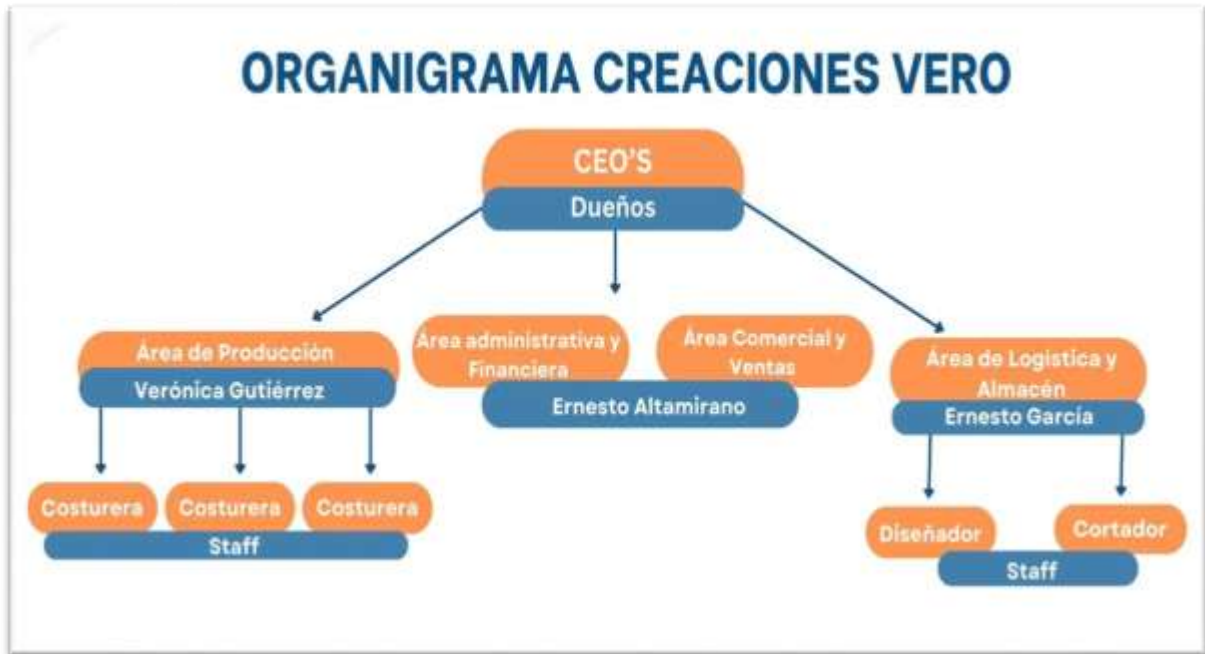 ORGANIGRAMA CREACIONES VERO
CEO'S
Dueños
Área de Producción
Verónica Gutiérrez
Área administrativa y
Financiera
Área Comercial y
Ventas
Ernesto Altamirano
Área de Logistica y
Almacén
Ernesto García
Costurera
Costurera
Costurera
Staff
Diseñador
Cortador
Staff